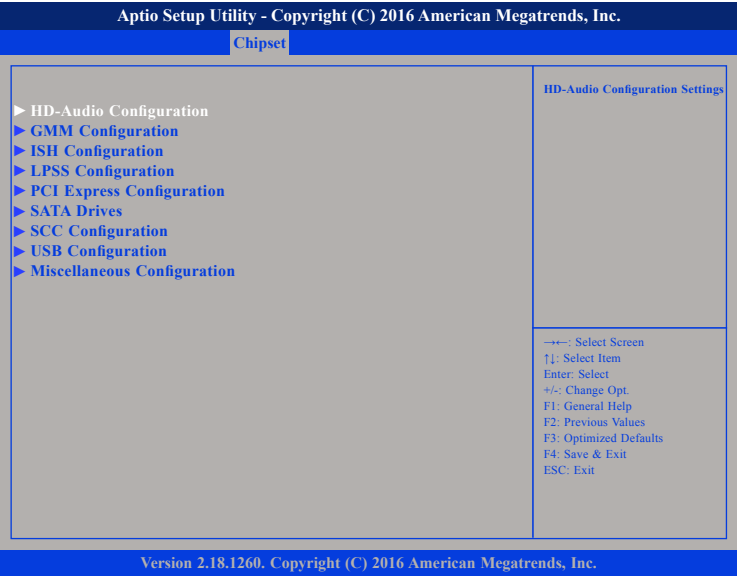 Aptio Setup Utility - Copyright (C) 2016 American Megatrends, Inc.
Chipset
► HD-Audio Configuration
► GMM Configuration
► ISH Configuration
► LPSS Configuration
► PCI Express Configuration
► SATA Drives
► SCC Configuration
► USB Configuration
► Miscellaneous Configuration
HD-Audio Configuration Settings
→←: Select Screen
↑↓: Select Item
Enter: Select
+/-: Change Opt.
F1: General Help
F2: Previous Values
F3: Optimized Defaults
F4: Save & Exit
ESC: Exit
Version 2.18.1260. Copyright (C) 2016 American Megatrends, Inc.